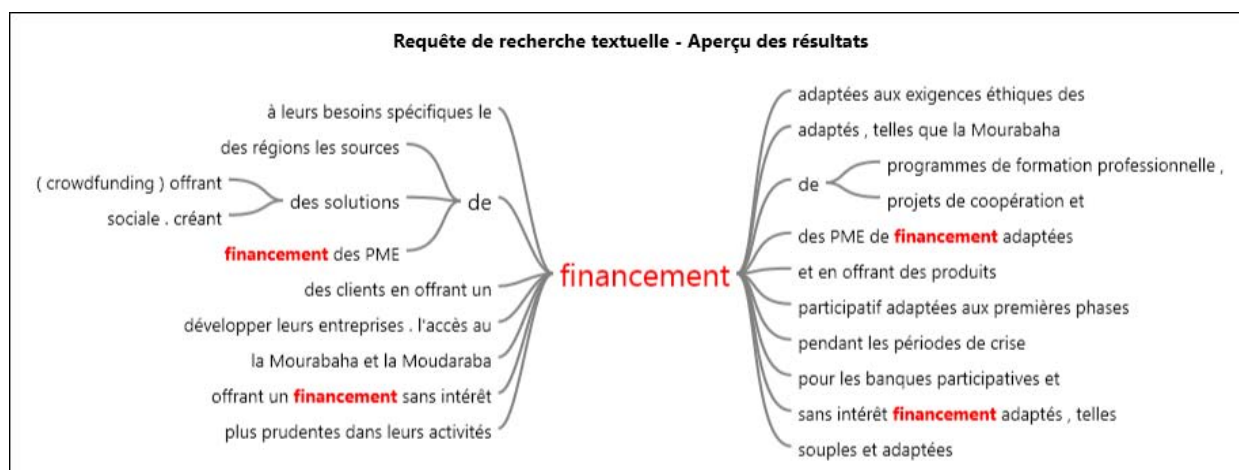 Requête de recherche textuelle - Aperçu des résultats
à leurs besoins spécifiques le
des régions les sources
( crowdfunding ) offrant
sociale . créant
des solutions
de
financement des PME
des clients en offrant un
développer leurs entreprises . l'accès au
la Mourabaha et la Moudaraba
offrant un financement sans intérêt
plus prudentes dans leurs activités
financement
adaptées aux exigences éthiques des
adaptés , telles que la Mourabaha
de
programmes de formation professionnelle ,
projets de coopération et
des PME de financement adaptées
et en offrant des produits
participatif adaptées aux premières phases
pendant les périodes de crise
pour les banques participatives et
sans intérêt financement adaptés , telles
souples et adaptées